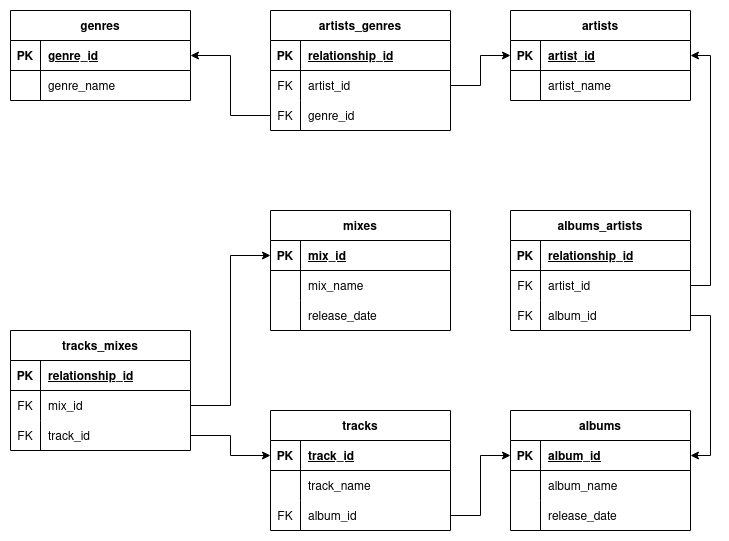 genres
PK genre_id
genre_name
artists_genres
PK relationship_id
FK artist_id
FK genre_id
artists
PK artist_id
artist_name
mixes
PK mix_id
mix_name
release_date
albums_artists
PK relationship_id
FK artist_id
FK album_id
tracks_mixes
PK relationship_id
FK mix_id
FK track_id
tracks
PK track_id
track_name
FK album_id
albums
PK album_id
album_name
release_date